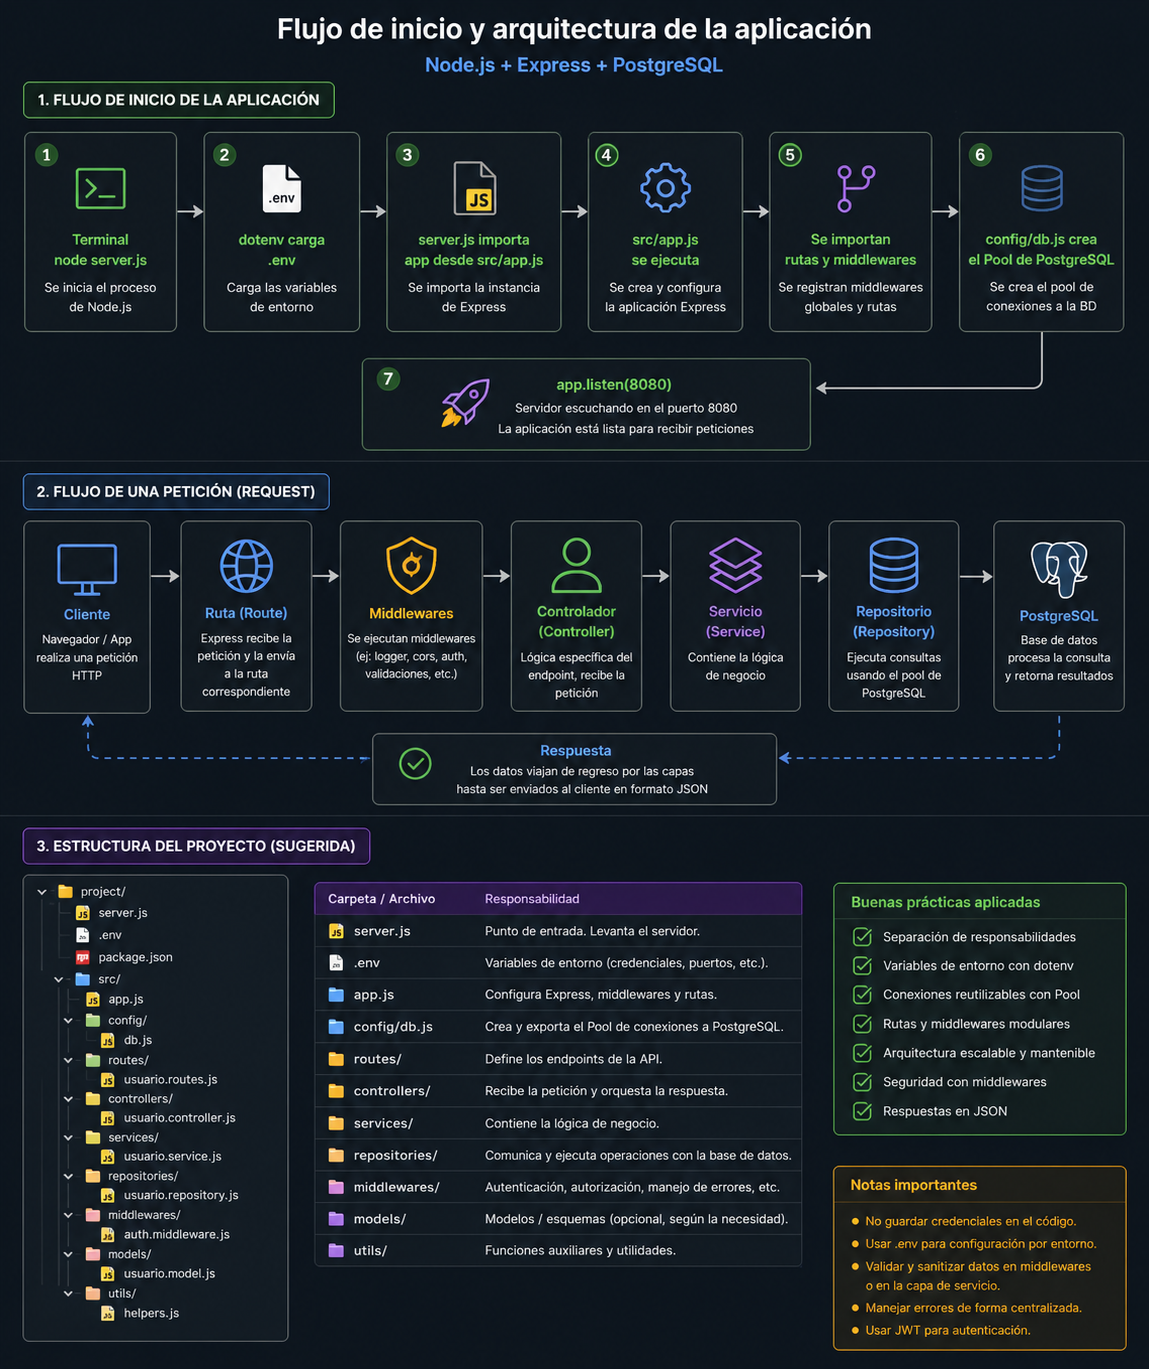 Flujo de inicio y arquitectura de la aplicación
Node.js + Express + PostgreSQL
1. FLUJO DE INICIO DE LA APLICACIÓN
1
Terminal
node server.js
Se inicia el proceso
de Node.js
2
.env
dotenv carga
.env
Carga las variables
de entorno
3
JS
server.js importa
app desde src/app.js
Se importa la instancia
de Express
4
src/app.js
se ejecuta
Se crea y configura
la aplicación Express
5
Se importan
rutas y middlewares
Se registran middlewares
globales y rutas
6
config/db.js crea
el Pool de PostgreSQL
Se crea el pool de
conexiones a la BD
7
app.listen(8080)
Servidor escuchando en el puerto 8080
La aplicación está lista para recibir peticiones
2. FLUJO DE UNA PETICIÓN (REQUEST)
Cliente
Navegador / App
realiza una petición
HTTP
Ruta (Route)
Express recibe la
petición y la envía
a la ruta
correspondiente
Middlewares
Se ejecutan middlewares
(ej: logger, cors, auth,
validaciones, etc.)
Controlador
(Controller)
Lógica específica del
endpoint, recibe la
petición
Servicio
(Service)
Contiene la lógica
de negocio
Repositorio
(Repository)
Ejecuta consultas
usando el pool de
PostgreSQL
PostgreSQL
Base de datos
procesa la consulta
y retorna resultados
Respuesta
Los datos viajan de regreso por las capas
hasta ser enviados al cliente en formato JSON
3. ESTRUCTURA DEL PROYECTO (SUGERIDA)
project/
server.js
.env
package.json
src/
app.js
config/
db.js
routes/
usuario.routes.js
controllers/
usuario.controller.js
services/
usuario.service.js
repositories/
usuario.repository.js
middlewares/
auth.middleware.js
models/
usuario.model.js
utils/
helpers.js
Carpeta / Archivo Responsabilidad
server.js Punto de entrada. Levanta el servidor.
.env Variables de entorno (credenciales, puertos, etc.).
app.js Configura Express, middlewares y rutas.
config/db.js Crea y exporta el Pool de conexiones a PostgreSQL.
routes/ Define los endpoints de la API.
controllers/ Recibe la petición y orquesta la respuesta.
services/ Contiene la lógica de negocio.
repositories/ Comunica y ejecuta operaciones con la base de datos.
middlewares/ Autenticación, autorización, manejo de errores, etc.
models/ Modelos / esquemas (opcional, según la necesidad).
utils/ Funciones auxiliares y utilidades.
Buenas prácticas aplicadas
Separación de responsabilidades
Variables de entorno con dotenv
Conexiones reutilizables con Pool
Rutas y middlewares modulares
Arquitectura escalable y mantenible
Seguridad con middlewares
Respuestas en JSON
Notas importantes
No guardar credenciales en el código.
Usar .env para configuración por entorno.
Validar y sanitizar datos en middlewares
o en la capa de servicio.
Manejar errores de forma centralizada.
Usar JWT para autenticación.